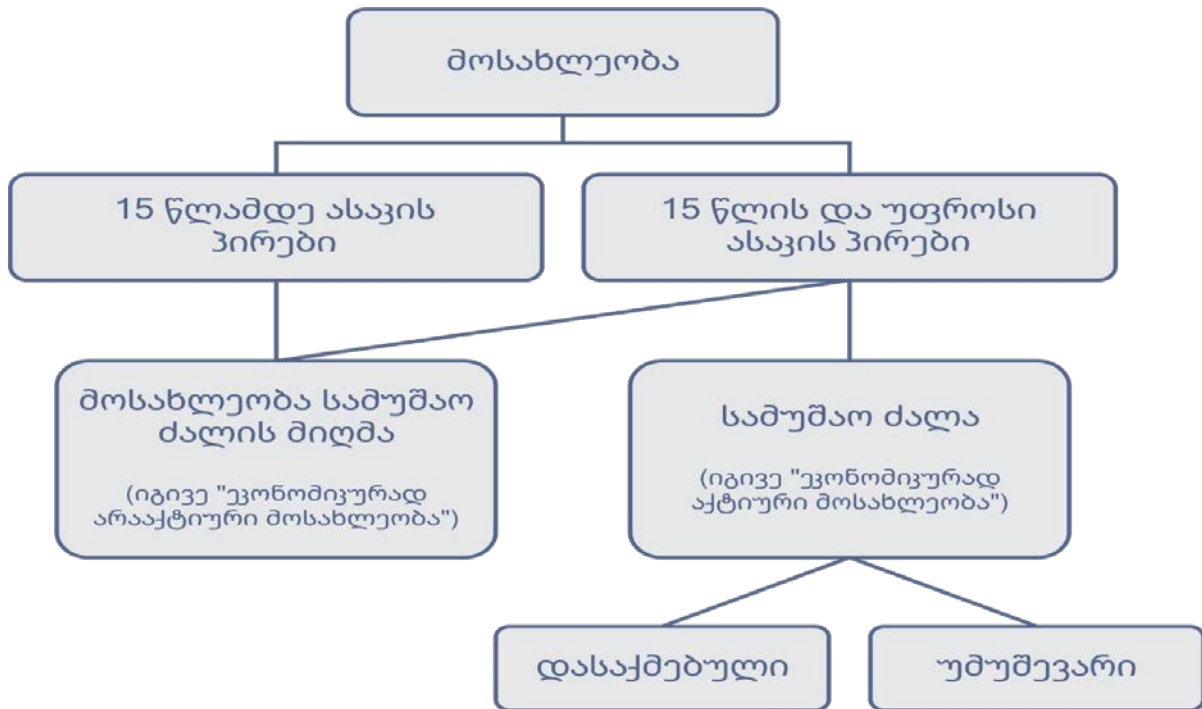 მოსახლეობა
15 წლამდე ასაკის
პირები
15 წლის და უფროსი
ასაკის პირები
მოსახლეობა სამუშაო
ძალის მიღმა
(იგივე "ეკონომიკურად
არააქტიური მოსახლეობა")
სამუშაო ძალა
(იგივე "ეკონომიკურად
აქტიური მოსახლეობა")
დასაქმებული
უმუშევარი